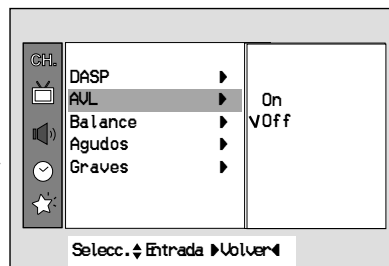 CH.
DASP ▶
AVL ▶
Balance ▶
Agudos ▶
Graves ▶
On
√Off
Selecc.▲▼ Entrada ▶Volver◀